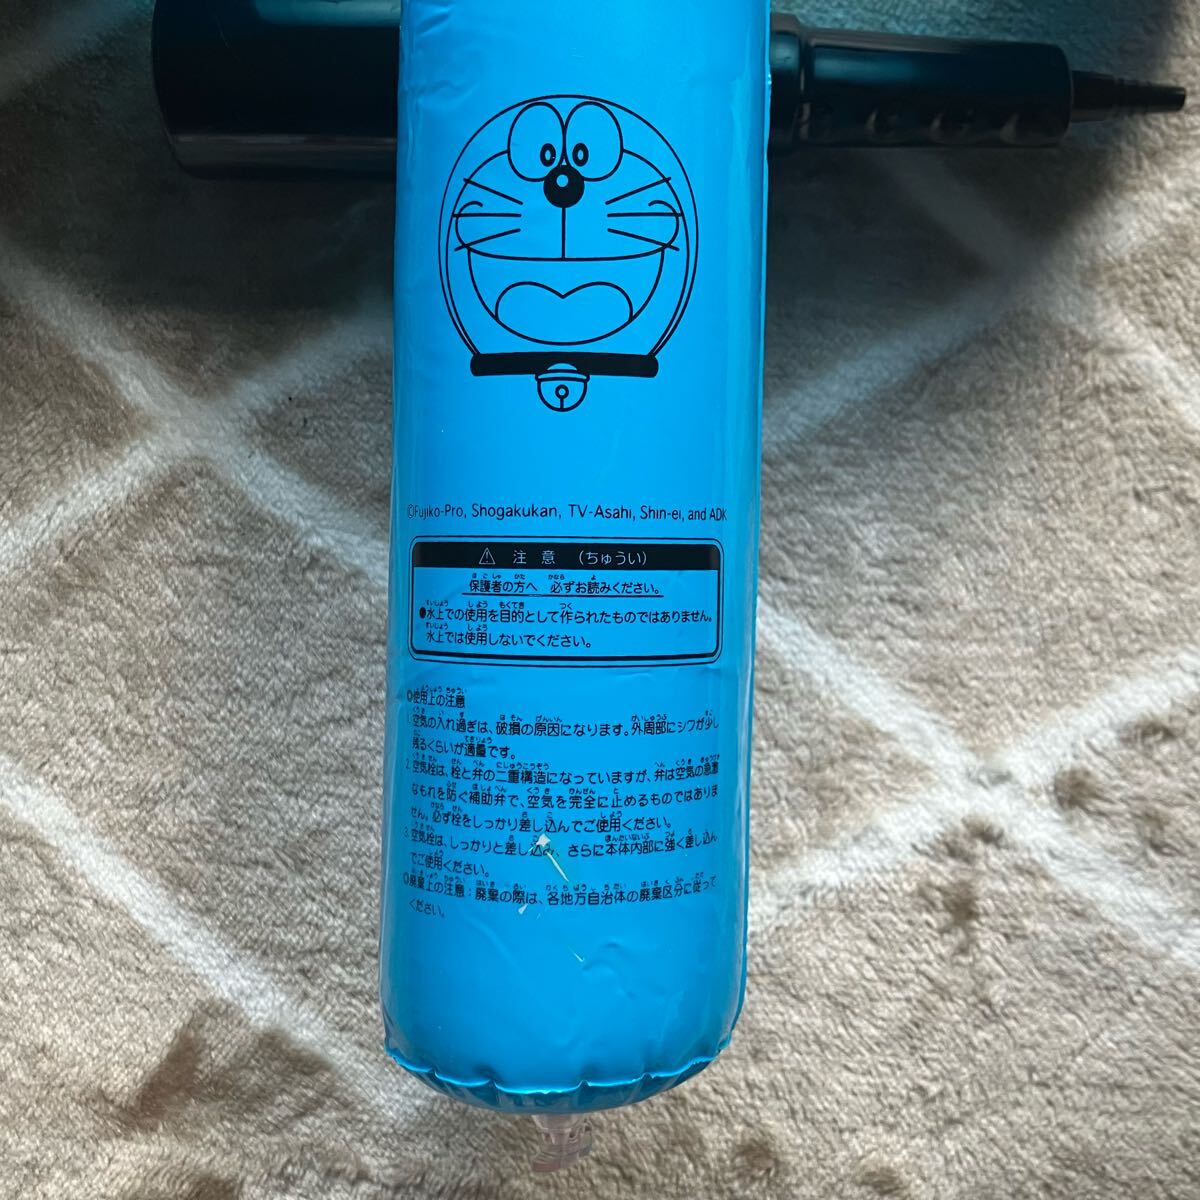 ©Fujiko-Pro, Shogakukan, TV-Asahi, Shin-ei, and ADK
⚠ 注意 (ちゅうい)
保護者の方へ 必ずお読みください。
●水上での使用を目的として作られたものではありません。
水上では使用しないでください。
◎使用上の注意
1. 空気の入れ過ぎは、破損の原因になります。外周部にシワが少し
残るくらいが適量です。
2. 空気栓は、栓と弁の二重構造になっていますが、弁は空気の急激
なもれを防ぐ補助弁で、空気を完全に止めるものではありま
せん。必ず栓をしっかり差し込んでご使用ください。
3. 空気栓は、しっかりと差し込み、さらに本体内部に強く差し込ん
でご使用ください。
◎廃棄上の注意：廃棄の際は、各地方自治体の廃棄区分に従って
ください。